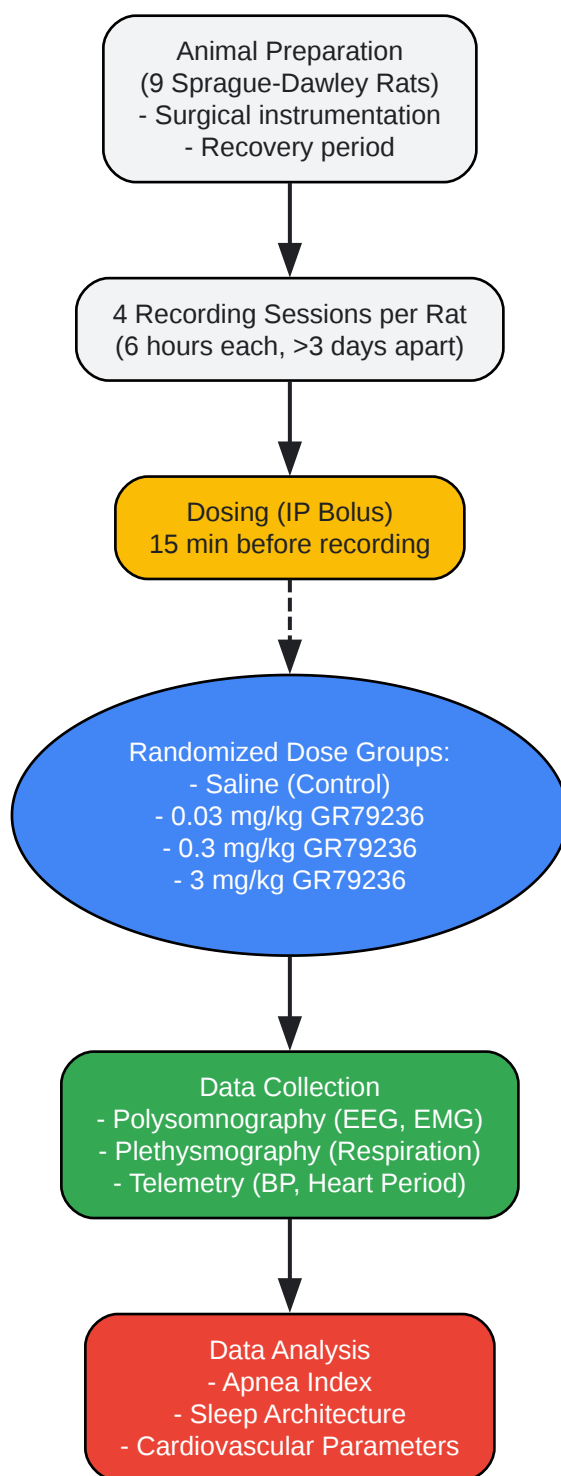 Animal Preparation
(9 Sprague-Dawley Rats)
- Surgical instrumentation
- Recovery period
4 Recording Sessions per Rat
(6 hours each, >3 days apart)
Dosing (IP Bolus)
15 min before recording
Randomized Dose Groups:
- Saline (Control)
- 0.03 mg/kg GR79236
- 0.3 mg/kg GR79236
- 3 mg/kg GR79236
Data Collection
- Polysomnography (EEG, EMG)
- Plethysmography (Respiration)
- Telemetry (BP, Heart Period)
Data Analysis
- Apnea Index
- Sleep Architecture
- Cardiovascular Parameters